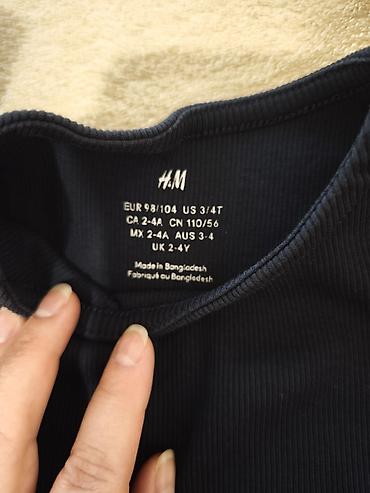 H&M
EUR 98/104 US 3/4T
CA 2-4A CN 110/56
MX 2-4A AUS 3-4
UK 2-4Y
Made in Bangladesh
Fabriqué au Bangladesh